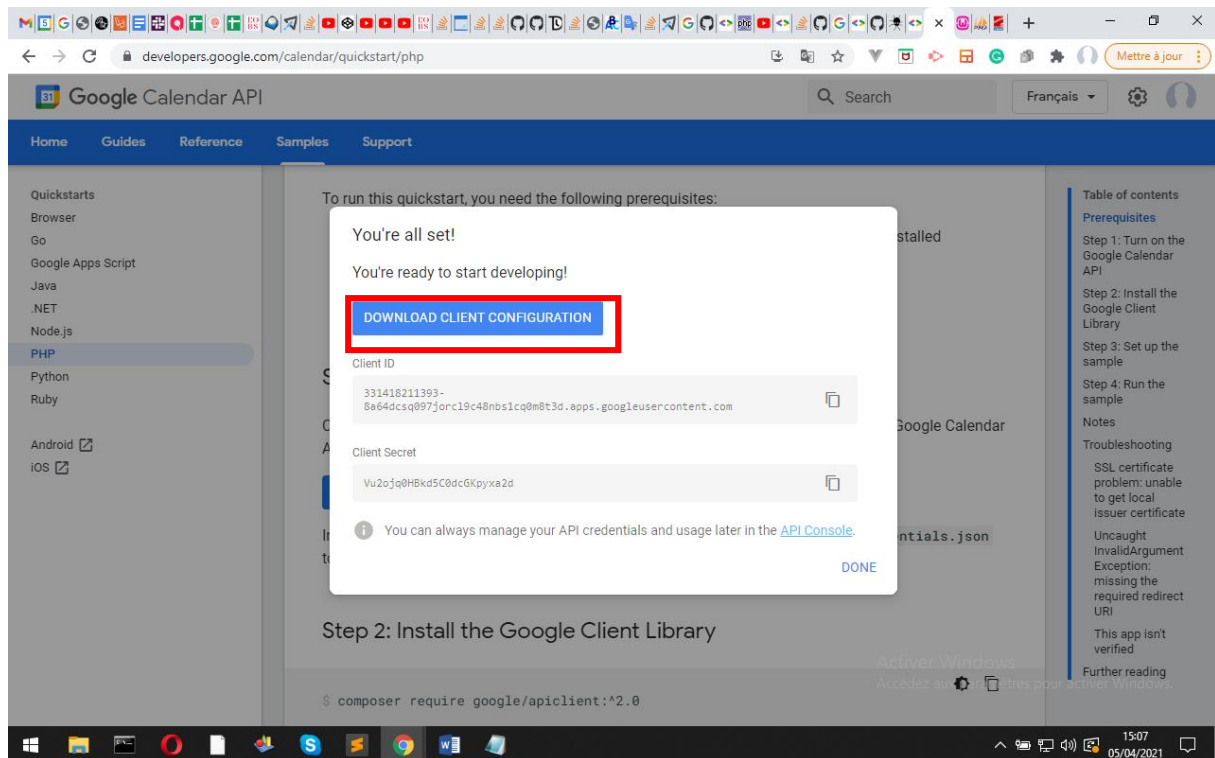 developers.google.com/calendar/quickstart/php
Mettre à jour
Google Calendar API
Search
Français
Home Guides Reference Samples Support
Quickstarts
Browser
Go
Google Apps Script
Java
.NET
Node.js
PHP
Python
Ruby
Android
iOS
To run this quickstart, you need the following prerequisites:
stalled
You're all set!
You're ready to start developing!
DOWNLOAD CLIENT CONFIGURATION
Client ID
331418211393-
8a64dcsq097jorcl9c48nbs1cq0m8t3d.apps.googleusercontent.com
Google Calendar
Client Secret
Vu2ojq0HBkd5C0dcGKpyxa2d
You can always manage your API credentials and usage later in the API Console.
entials.json
DONE
Step 2: Install the Google Client Library
$ composer require google/apiclient:^2.0
Table of contents
Prerequisites
Step 1: Turn on the
Google Calendar
API
Step 2: Install the
Google Client
Library
Step 3: Set up the
sample
Step 4: Run the
sample
Notes
Troubleshooting
SSL certificate
problem: unable
to get local
issuer certificate
Uncaught
InvalidArgument
Exception:
missing the
required redirect
URI
This app isn't
verified
Further reading
Activer Windows
Accédez aux paramètres pour activer Windows.
15:07
05/04/2021